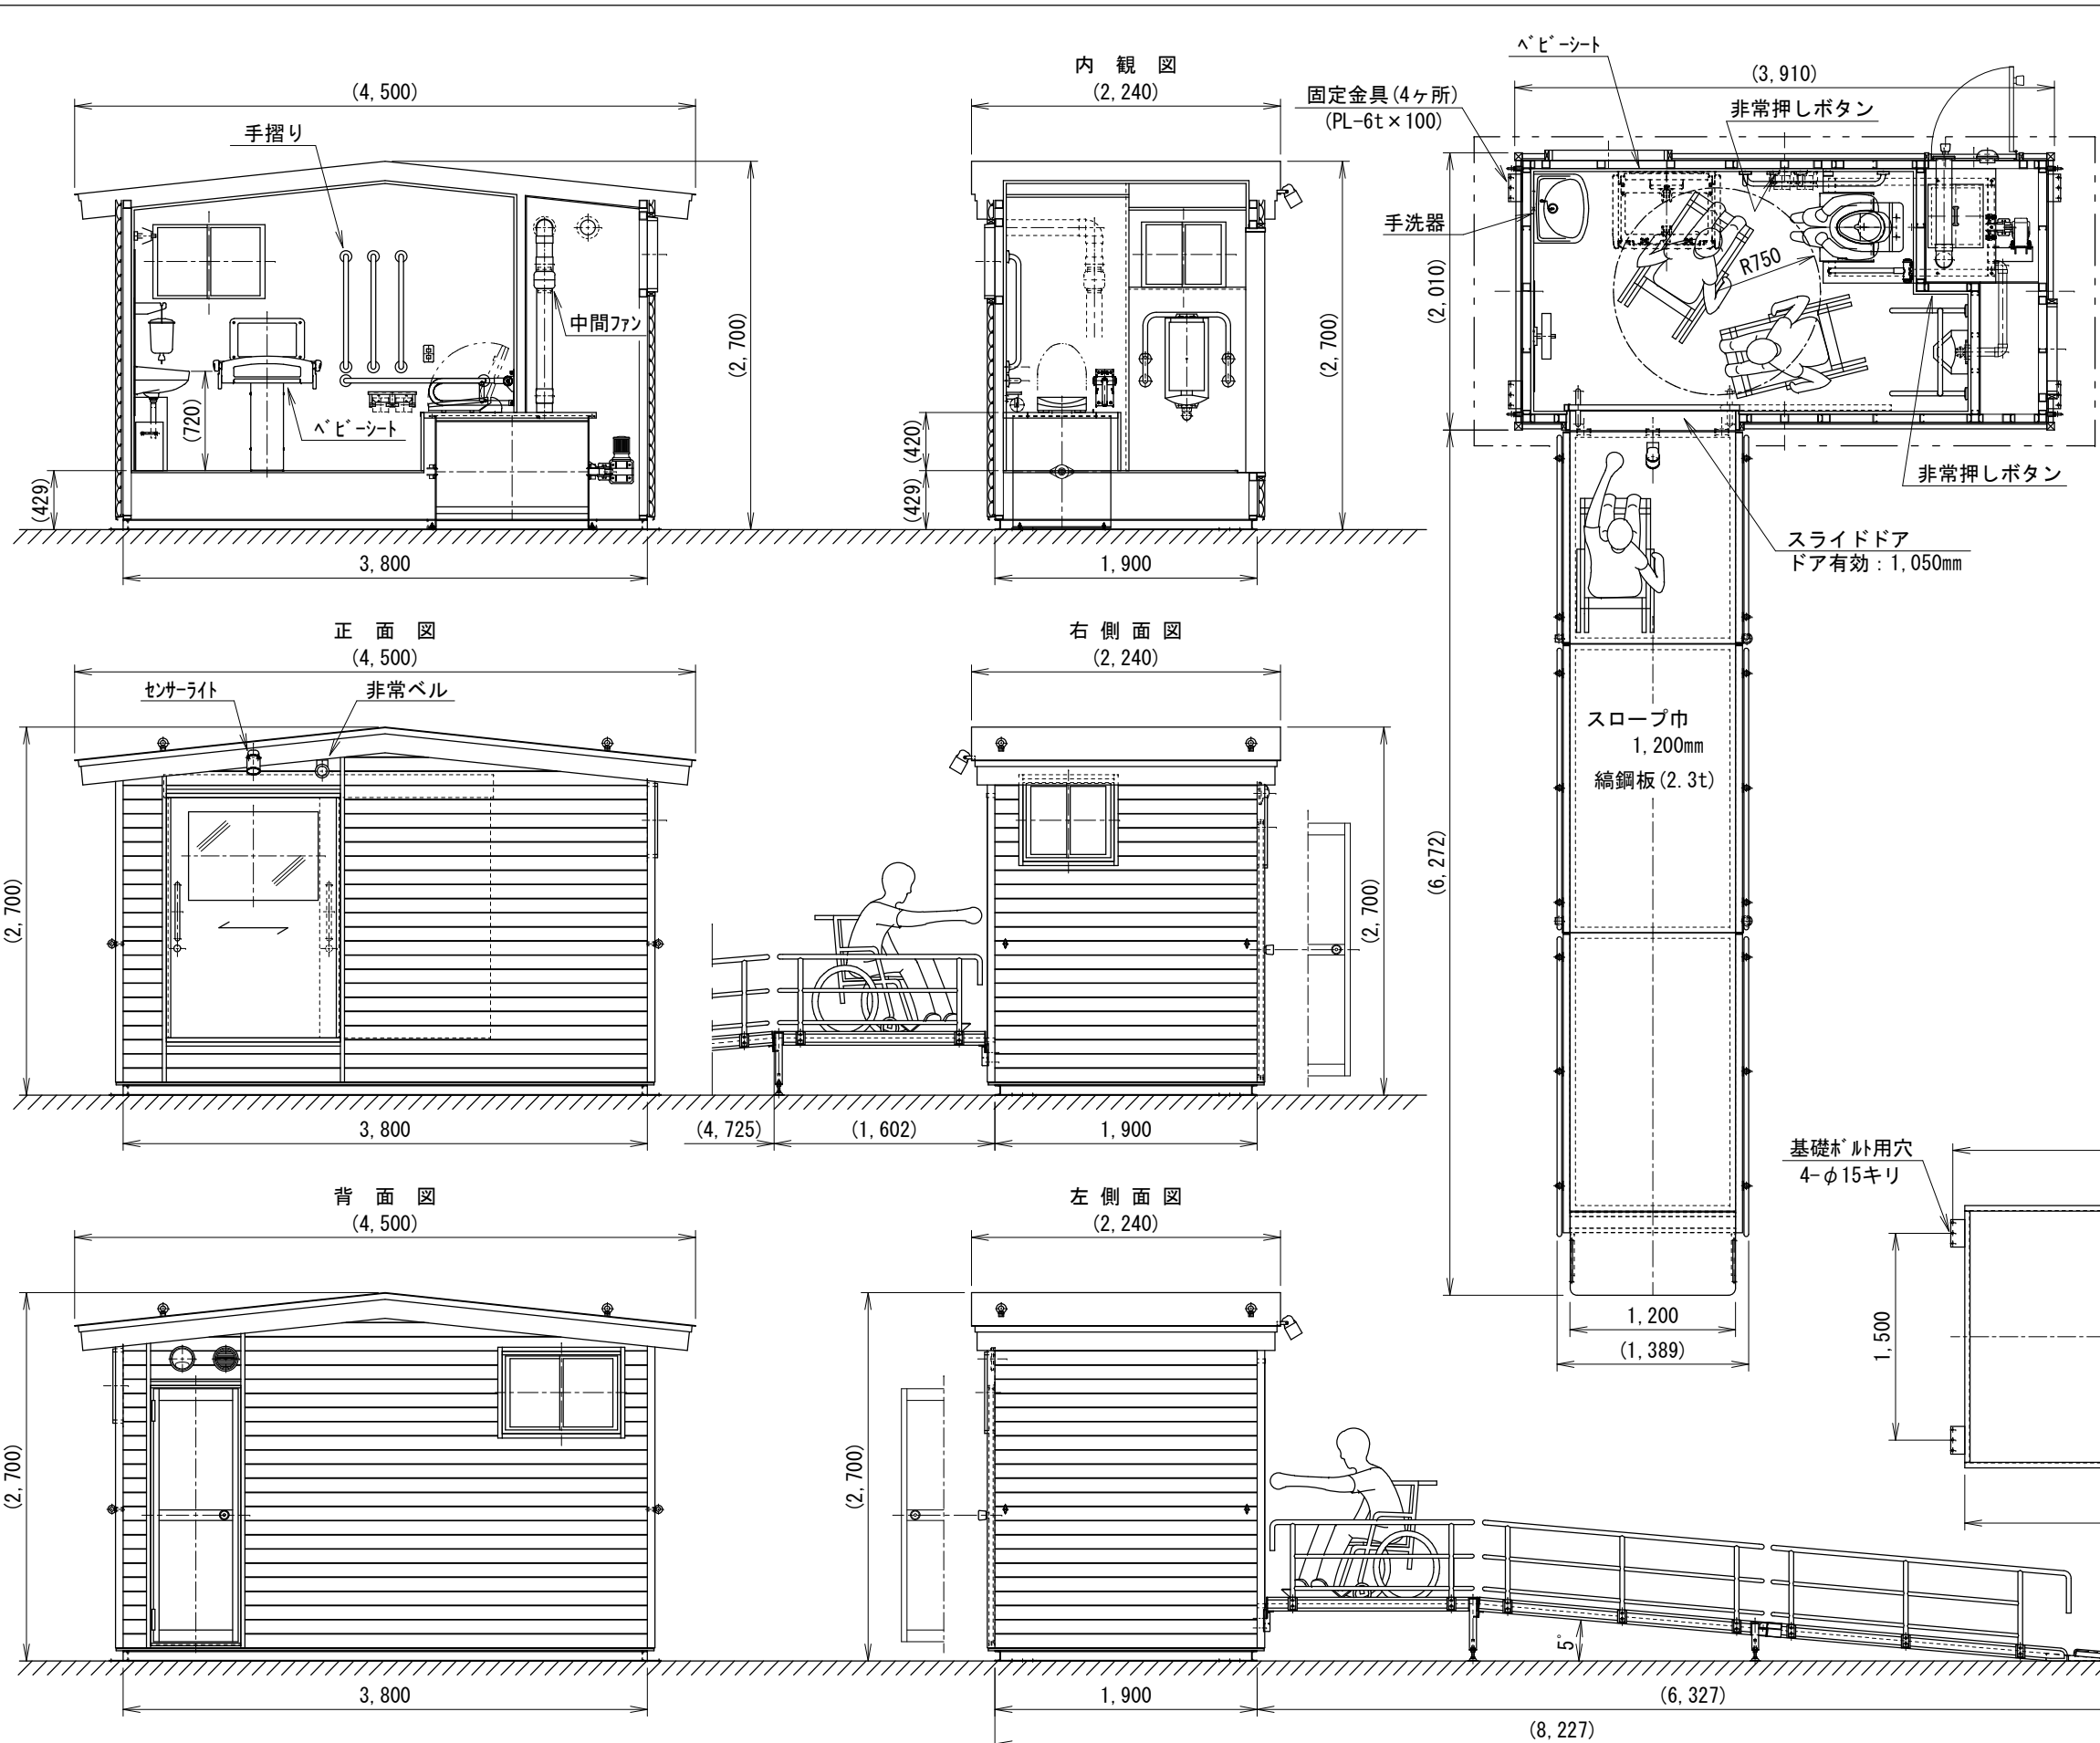 内観図
(4,500)
(2,240)
手摺り
中間ファン
ベビーシート
(720)
(429)
(2,700)
3,800
(420)
(429)
(2,700)
1,900
ベビーシート
固定金具(4ヶ所)
(PL-6t×100)
(3,910)
非常押しボタン
手洗器
(2,010)
R750
非常押しボタン
スライドドア
ドア有効：1,050mm
スロープ巾
1,200mm
縞鋼板(2.3t)
(6,272)
1,200
(1,389)
正面図
(4,500)
センサーライト
非常ベル
(2,700)
3,800
右側面図
(2,240)
(2,700)
(4,725)
(1,602)
1,900
基礎ボルト用穴
4-φ15キリ
1,500
背面図
(4,500)
(2,700)
3,800
左側面図
(2,240)
(2,700)
5°
1,900
(6,327)
(8,227)